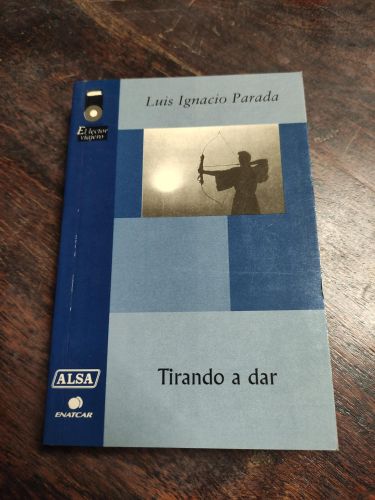 Luis Ignacio Parada
El lector
viajero
Tirando a dar
ALSA
ENATCAR